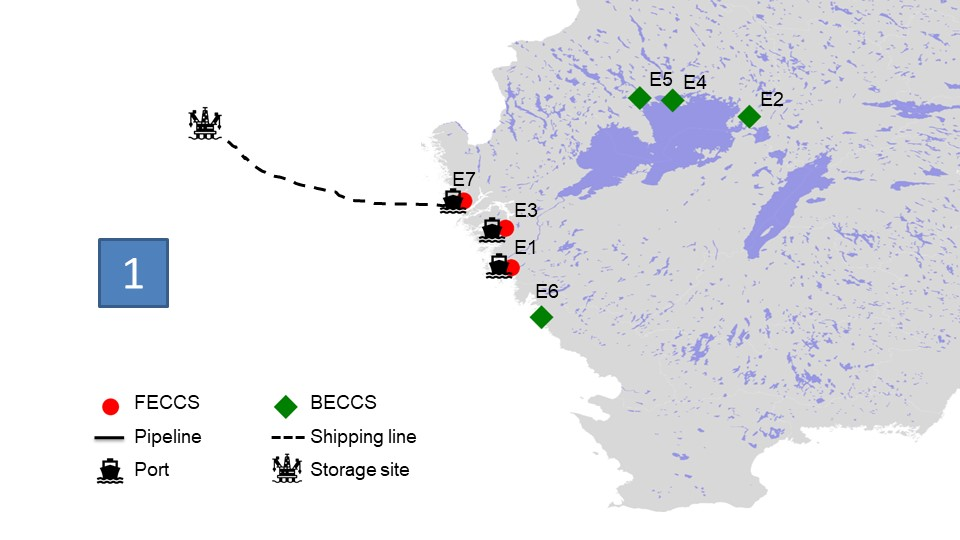 E5 E4
E2
E7
E3
E1
1
E6
FECCS BECCS
Pipeline Shipping line
Port Storage site